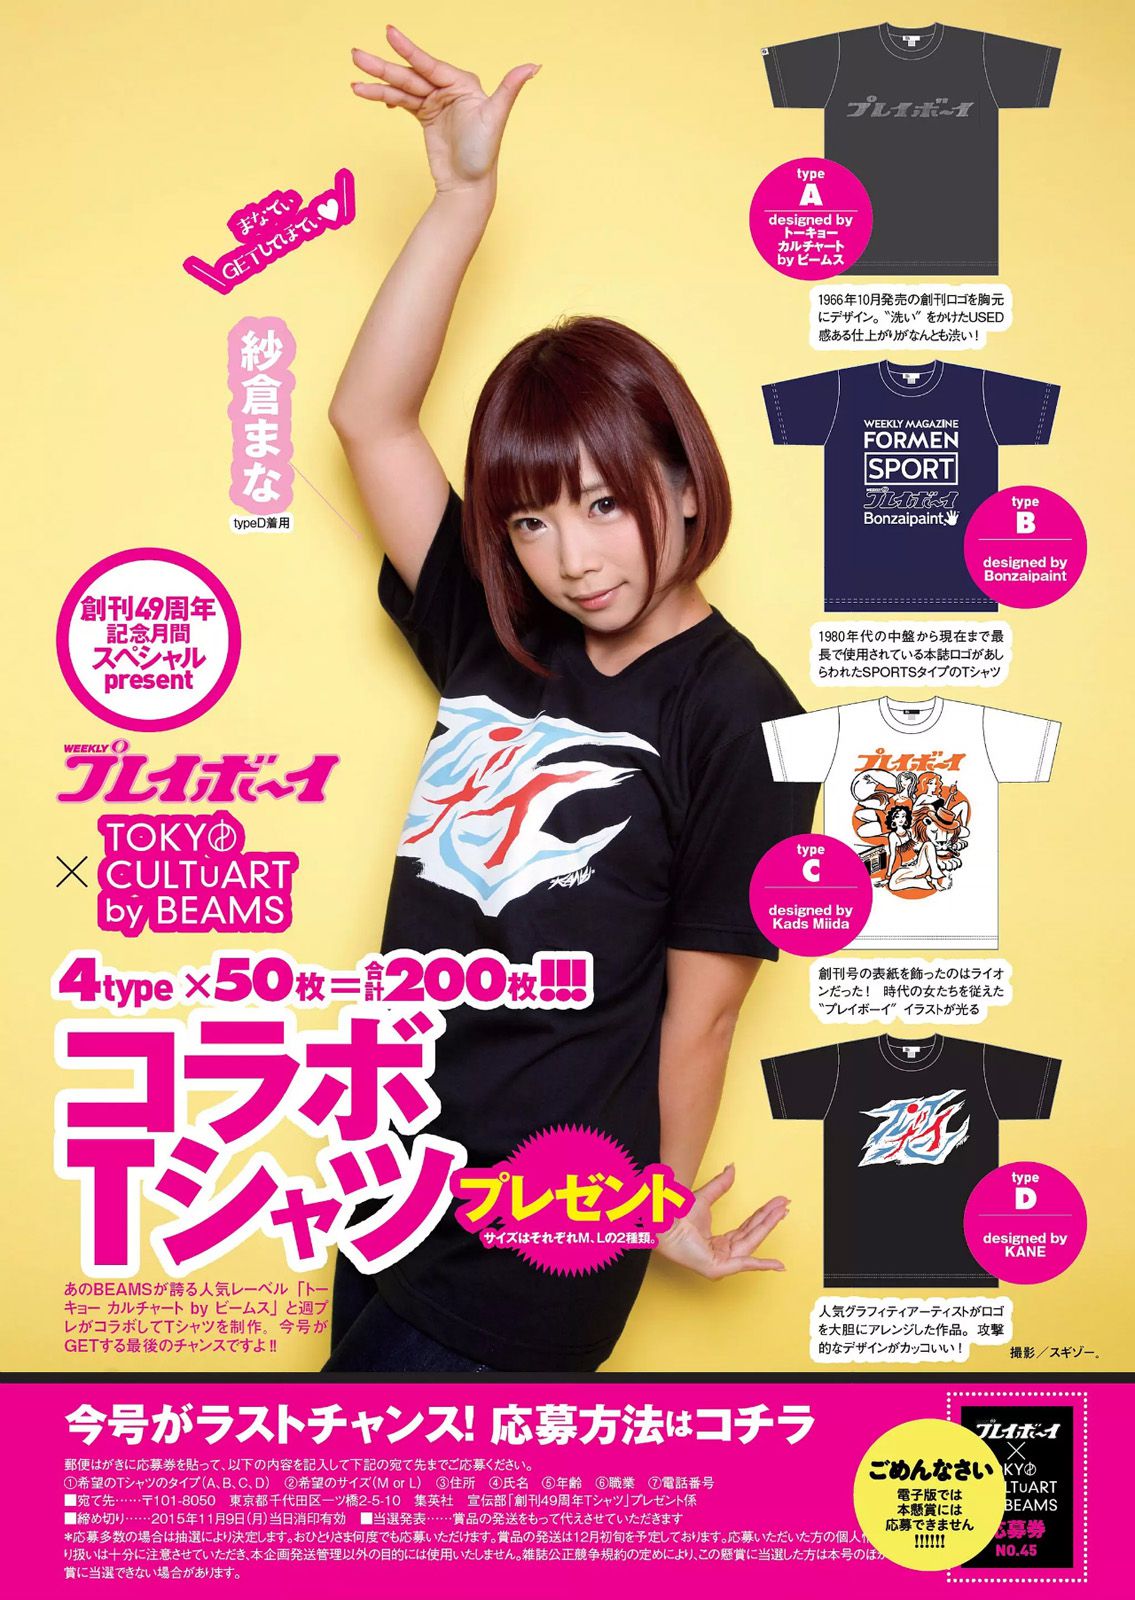 まなてぃ
GETしてほてぃ♥
紗倉まな
typeD着用
創刊49周年
記念月間
スペシャル
present
WEEKLY
プレイボーイ
×
TOKYO
CULTUART
by BEAMS
4type×50枚=合計200枚!!!
コラボ
Tシャツ
プレゼント
サイズはそれぞれM、Lの2種類。
あのBEAMSが誇る人気レーベル「トー
キョー カルチャート by ビームス」と週プ
レがコラボしてTシャツを制作。今号が
GETする最後のチャンスですよ!!
プレイボーイ
type
A
designed by
トーキョー
カルチャート
by ビームス
1966年10月発売の創刊ロゴを胸元
にデザイン。“洗い”をかけたUSED
感ある仕上がりがなんとも渋い!
WEEKLY MAGAZINE
FORMEN
SPORT
WEEKLY
プレイボーイ
Bonzaipaint
type
B
designed by
Bonzaipaint
1980年代の中盤から現在まで最
長で使用されている本誌ロゴがあし
らわれたSPORTSタイプのTシャツ
プレイボーイ
type
C
designed by
Kads Miida
創刊号の表紙を飾ったのはライオ
ンだった! 時代の女たちを従えた
“プレイボーイ”イラストが光る
type
D
designed by
KANE
人気グラフィティアーティストがロゴ
を大胆にアレンジした作品。攻撃
的なデザインがカッコいい!
撮影/スギゾー。
今号がラストチャンス! 応募方法はコチラ
郵便はがきに応募券を貼って、以下の内容を記入して下記の宛て先までご応募ください。
①希望のTシャツのタイプ(A、B、C、D) ②希望のサイズ(M or L) ③住所 ④氏名 ⑤年齢 ⑥職業 ⑦電話番号
■宛て先……〒101-8050 東京都千代田区一ツ橋2-5-10 集英社 宣伝部「創刊49周年Tシャツ」プレゼント係
■締め切り……2015年11月9日(月)当日消印有効 ■当選発表……賞品の発送をもって代えさせていただきます
*応募多数の場合は抽選により決定します。おひとりさま何度でも応募いただけます。賞品の発送は12月初旬を予定しております。応募いただいた方の個人
り扱いは十分に注意させていただき、本企画発送管理以外の目的には使用いたしません。雑誌公正競争規約の定めにより、この懸賞に当選した方は本号のほか
賞に当選できない場合があります。
ごめんなさい
電子版では
本懸賞には
応募できません
!!!!!!
プレイボーイ
×
BEAMS
応募券
NO.45